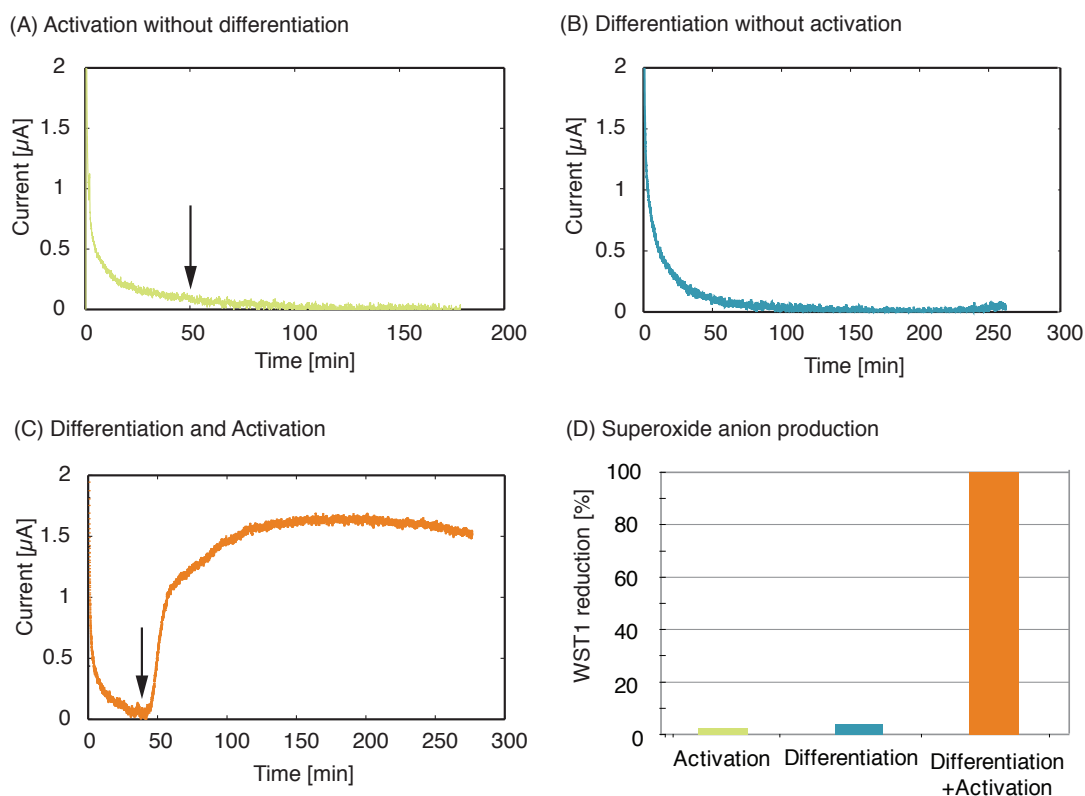 (A) Activation without differentiation
2
1.5
1
0.5
0
Current [µA]
0 50 100 150 200
Time [min]
(B) Differentiation without activation
2
1.5
1
0.5
0
Current [µA]
0 50 100 150 200 250 300
Time [min]
(C) Differentiation and Activation
2
1.5
1
0.5
0
Current [µA]
0 50 100 150 200 250 300
Time [min]
(D) Superoxide anion production
100
80
60
40
20
0
WST1 reduction [%]
Activation Differentiation Differentiation
+Activation